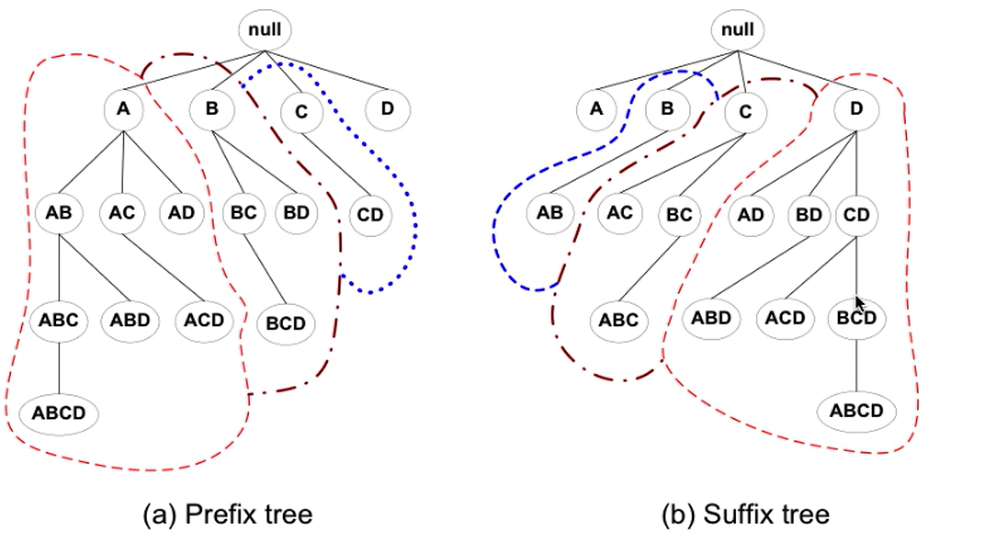 null
A
B
C
D
AB
AC
AD
BC
BD
CD
ABC
ABD
ACD
BCD
ABCD
(a) Prefix tree
null
A
B
C
D
AB
AC
BC
AD
BD
CD
ABC
ABD
ACD
BCD
ABCD
(b) Suffix tree